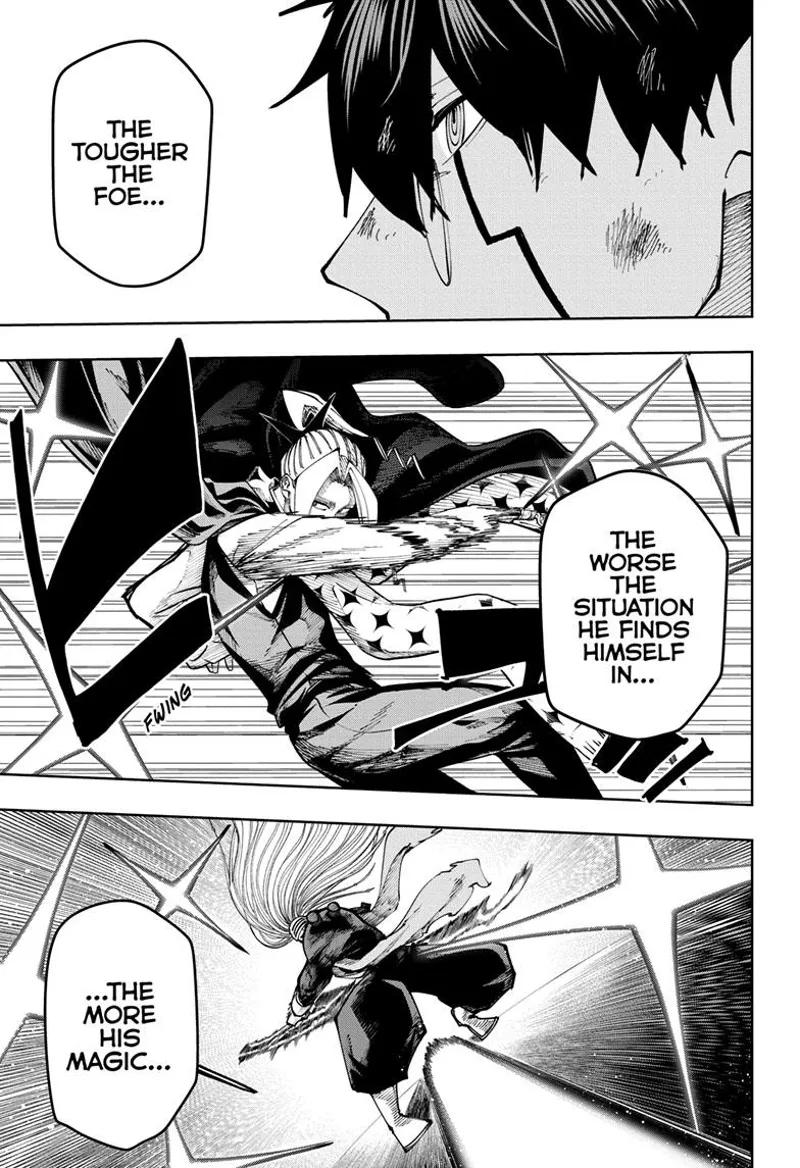 THE
TOUGHER
THE
FOE...
THE
WORSE
THE
SITUATION
HE FINDS
HIMSELF
IN...
FWING
...THE
MORE
HIS
MAGIC...